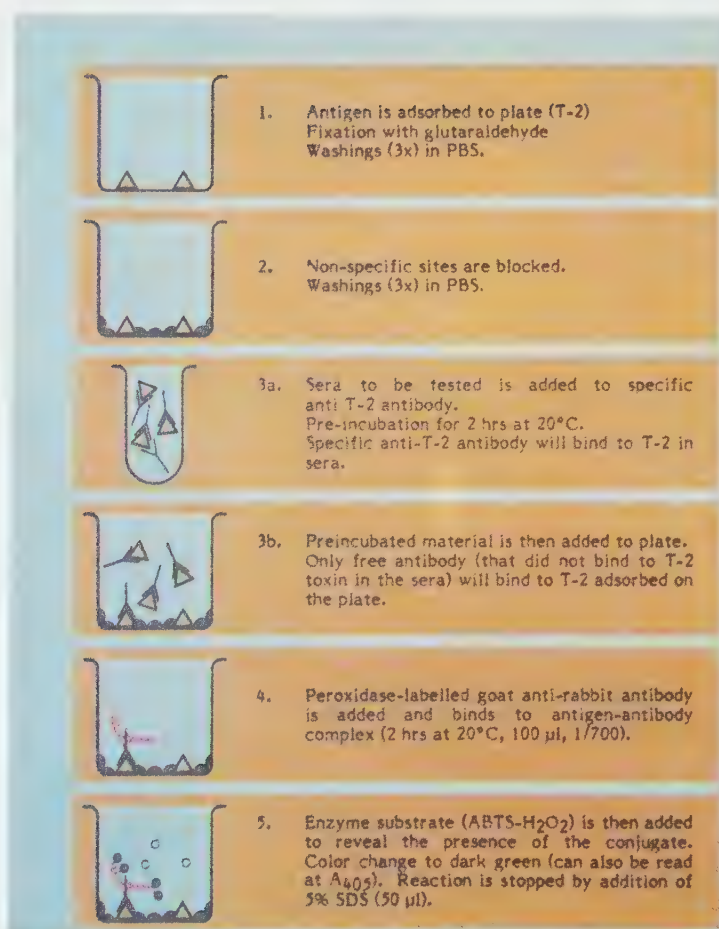 1. Antigen is adsorbed to plate (T-2)
Fixation with glutaraldehyde
Washings (3x) in PBS.
2. Non-specific sites are blocked.
Washings (3x) in PBS.
3a. Sera to be tested is added to specific
anti T-2 antibody.
Pre-incubation for 2 hrs at 20°C.
Specific anti-T-2 antibody will bind to T-2 in
sera.
3b. Preincubated material is then added to plate.
Only free antibody (that did not bind to T-2
toxin in the sera) will bind to T-2 adsorbed on
the plate.
4. Peroxidase-labelled goat anti-rabbit antibody
is added and binds to antigen-antibody
complex (2 hrs at 20°C, 100 µl, 1/700).
5. Enzyme substrate (ABTS-H2O2) is then added
to reveal the presence of the conjugate.
Color change to dark green (can also be read
at A405). Reaction is stopped by addition of
5% SDS (50 µl).